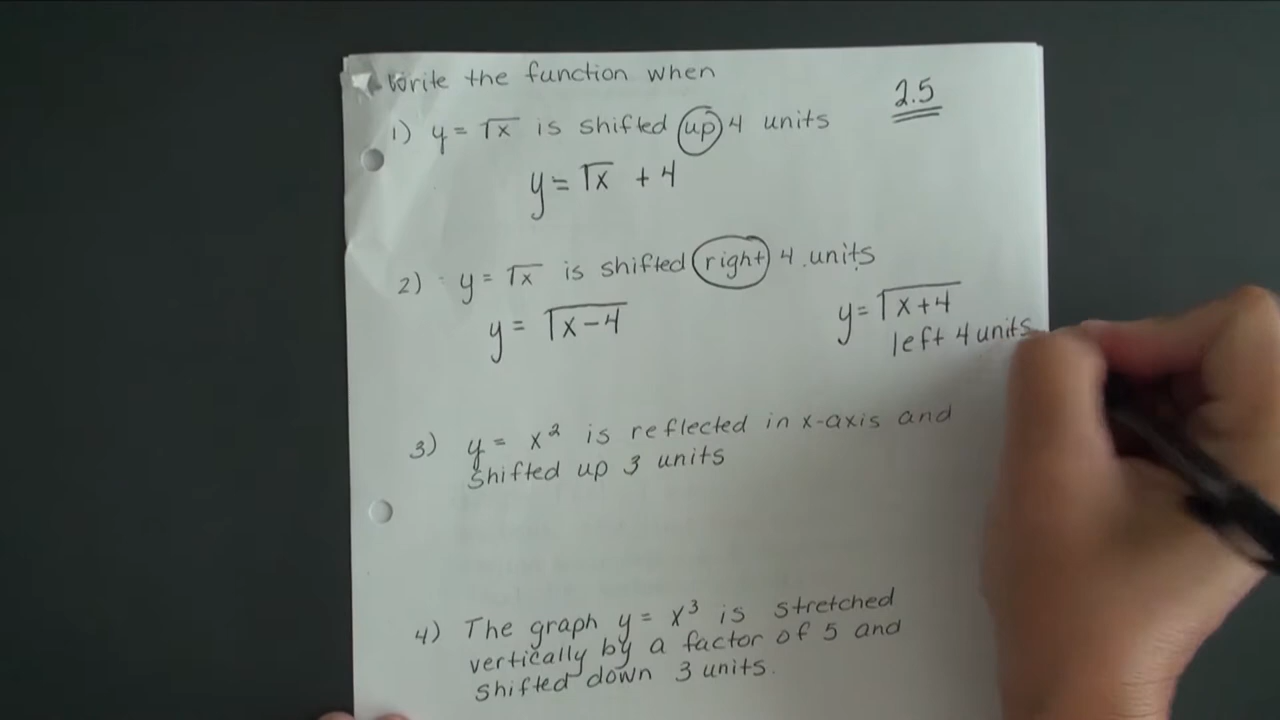 Write the function when
2.5
1) y = √x is shifted up 4 units
y = √x + 4
2) y = √x is shifted right 4 units
y = √x-4
y = √x+4
left 4 units
3) y = x² is reflected in x-axis and
shifted up 3 units
4) The graph y = x³ is stretched
vertically by a factor of 5 and
shifted down 3 units.